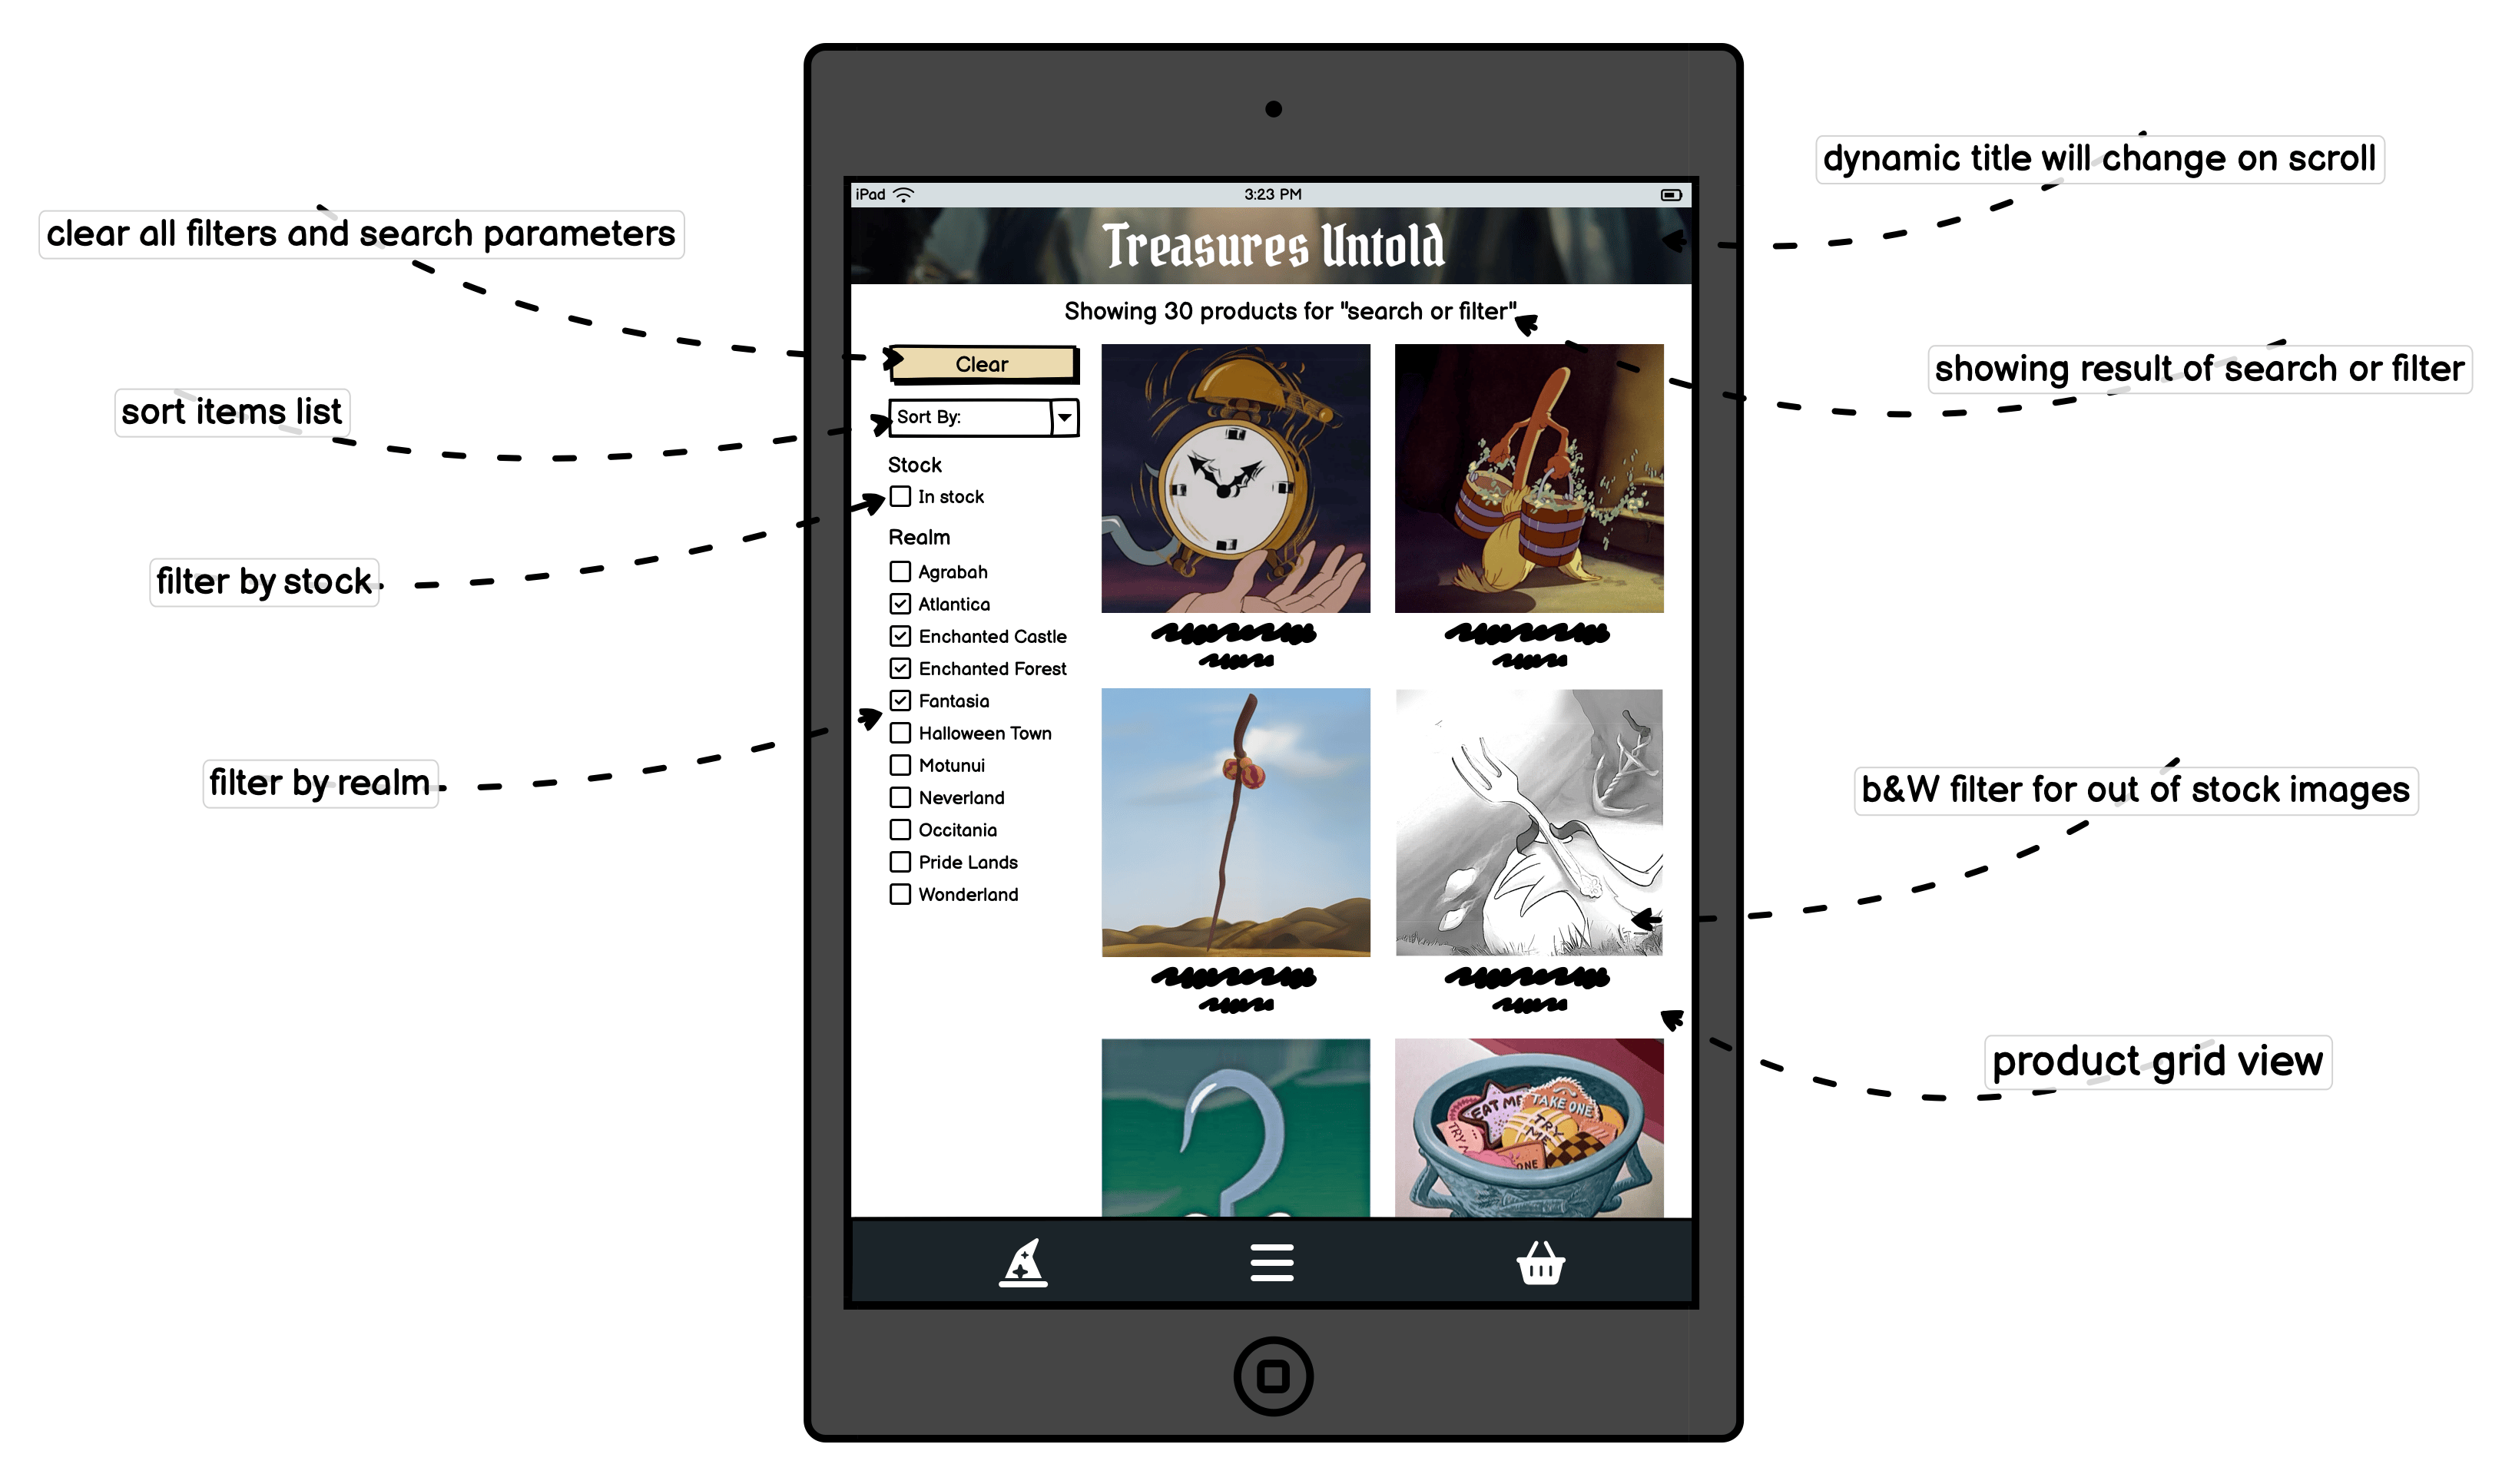 clear all filters and search parameters
sort items list
filter by stock
filter by realm
iPad
3:23 PM
Treasures Untold
Showing 30 products for "search or filter"
Clear
Sort By:
Stock
In stock
Realm
Agrabah
Atlantica
Enchanted Castle
Enchanted Forest
Fantasia
Halloween Town
Motunui
Neverland
Occitania
Pride Lands
Wonderland
EAT ME
TAKE ONE
TRY ME
TRY
ONE
dynamic title will change on scroll
showing result of search or filter
b&W filter for out of stock images
product grid view